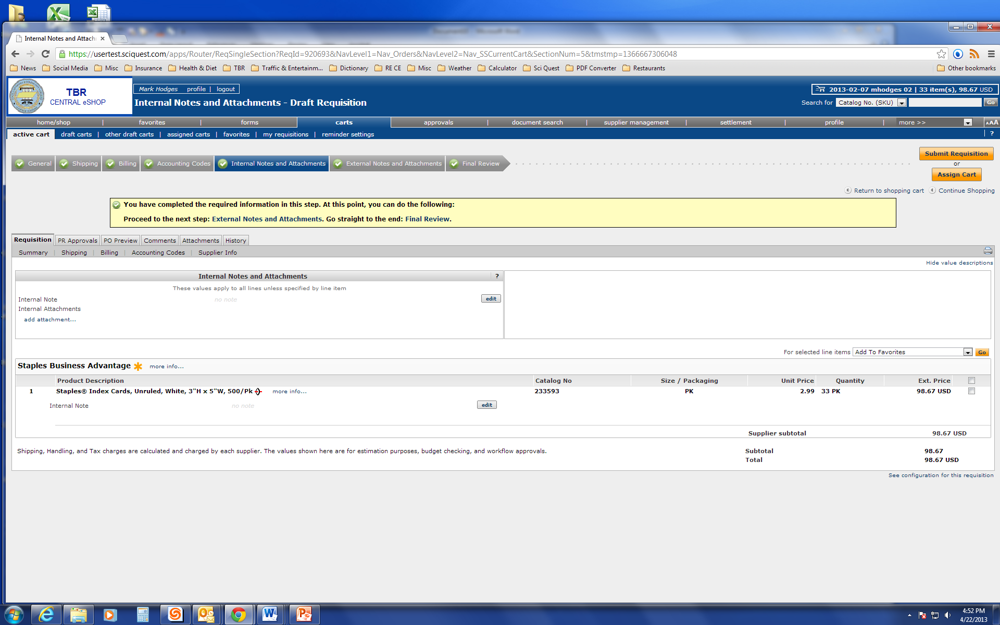 Internal Notes and Attach
https://usertest.sciquest.com/apps/Router/ReqSingleSection?ReqId=920693&NavLevel1=Nav_Orders&NavLevel2=Nav_SSCurrentCart&SectionNum=5&tmstmp=1366667306048
News Social Media Misc Insurance Health & Diet TBR Traffic & Entertainm... Dictionary RE CE Misc Weather Calculator Sci Quest PDF Converter Restaurants Other bookmarks
TBR
CENTRAL eSHOP
Mark Hodges profile | logout
2013-02-07 mhodges 02 | 33 item(s), 98.67 USD
Internal Notes and Attachments - Draft Requisition
Search for Catalog No. (SKU) Go
home/shop | favorites | forms carts approvals | document search | supplier management | settlement | profile | more >> AAA
active cart draft carts | other draft carts | assigned carts | favorites | my requisitions | reminder settings | ?
General Shipping Billing Accounting Codes Internal Notes and Attachments External Notes and Attachments Final Review
Submit Requisition
or
Assign Cart
Return to shopping cart Continue Shopping
You have completed the required information in this step. At this point, you can do the following:
Proceed to the next step: External Notes and Attachments. Go straight to the end: Final Review.
Requisition PR Approvals PO Preview Comments Attachments History
Summary | Shipping | Billing | Accounting Codes | Supplier Info
Hide value descriptions
Internal Notes and Attachments ?
These values apply to all lines unless specified by line item
Internal Note no note edit
Internal Attachments
add attachment...
For selected line items Add To Favorites Go
Staples Business Advantage more info...
Product Description Catalog No Size / Packaging Unit Price Quantity Ext. Price
1 Staples® Index Cards, Unruled, White, 3"H x 5"W, 500/Pk more info... 233593 PK 2.99 33 PK 98.67 USD
Internal Note no note edit
Supplier subtotal 98.67 USD
Shipping, Handling, and Tax charges are calculated and charged by each supplier. The values shown here are for estimation purposes, budget checking, and workflow approvals.
Subtotal 98.67
Total 98.67 USD
See configuration for this requisition
4:52 PM
4/22/2013